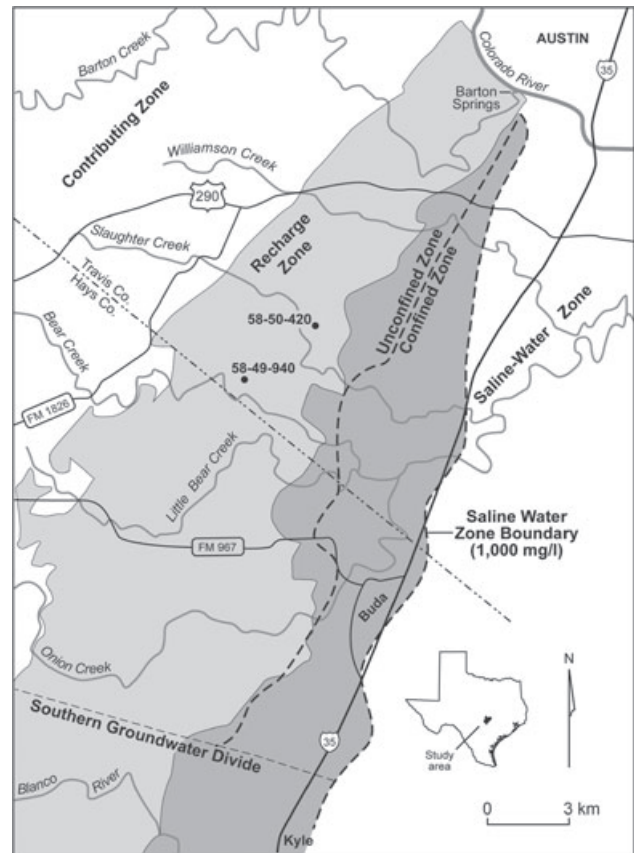 AUSTIN
35
Colorado River
Barton Creek
Barton
Springs
Contributing Zone
Williamson Creek
290
Slaughter Creek
Recharge
Zone
Unconfined Zone
Confined Zone
Saline-Water Zone
Travis Co.
Hays Co.
Bear Creek
58-50-420
58-49-940
FM 1826
Little Bear Creek
Saline Water
Zone Boundary
(1,000 mg/l)
FM 967
Buda
Onion Creek
N
Southern Groundwater Divide
Study
area
35
Blanco River
0 3 km
Kyle